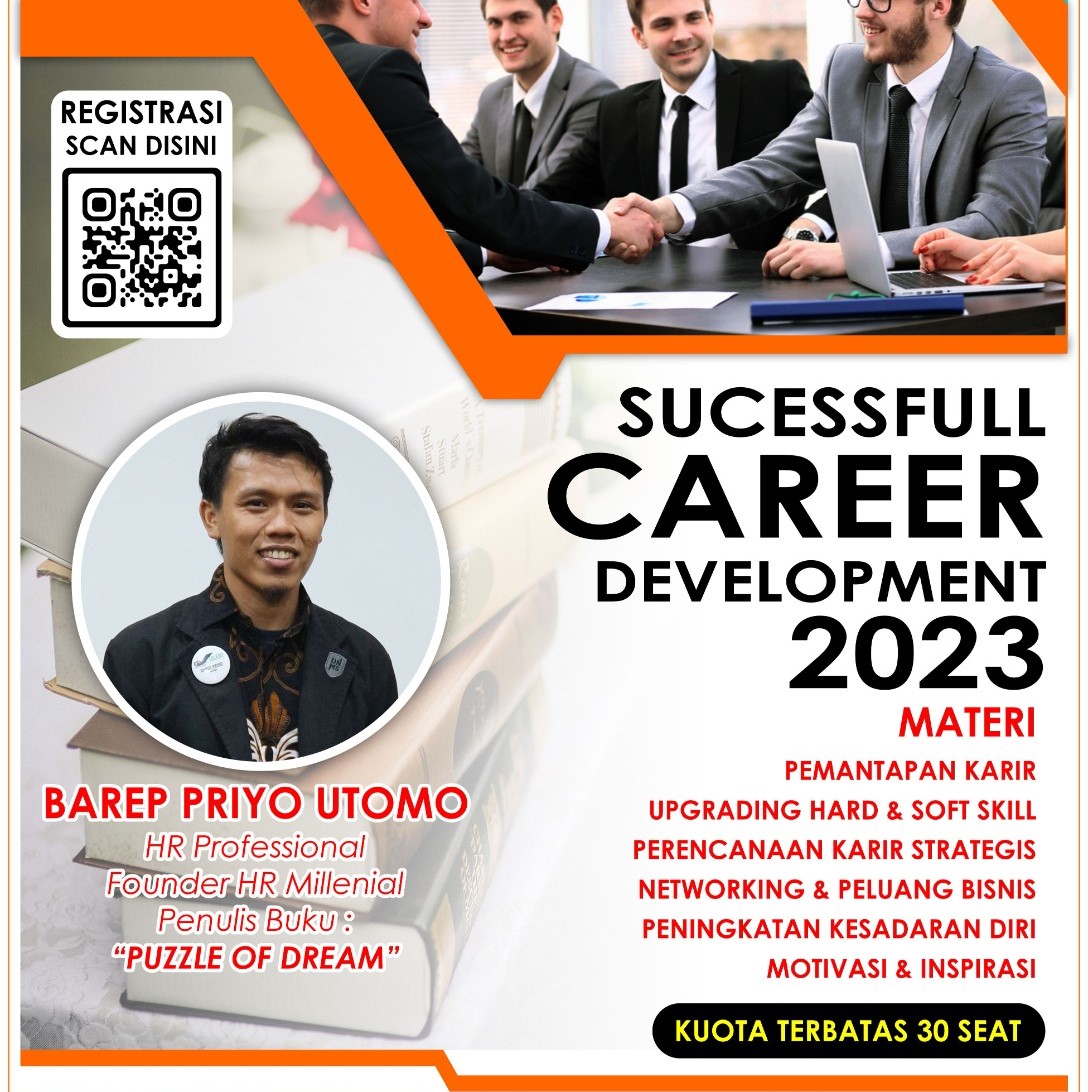 REGISTRASI
SCAN DISINI
SUCESSFULL
CAREER
DEVELOPMENT
2023
MATERI
PEMANTAPAN KARIR
UPGRADING HARD & SOFT SKILL
PERENCANAAN KARIR STRATEGIS
NETWORKING & PELUANG BISNIS
PENINGKATAN KESADARAN DIRI
MOTIVASI & INSPIRASI
KUOTA TERBATAS 30 SEAT
BAREP PRIYO UTOMO
HR Professional
Founder HR Millenial
Penulis Buku :
“PUZZLE OF DREAM”